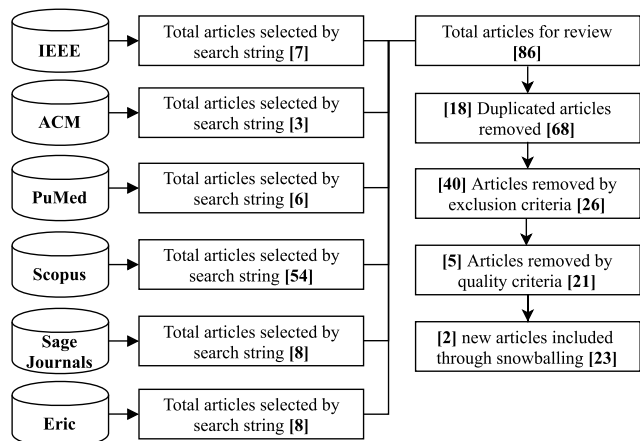 IEEE
Total articles selected by
search string [7]
ACM
Total articles selected by
search string [3]
PuMed
Total articles selected by
search string [6]
Scopus
Total articles selected by
search string [54]
Sage
Journals
Total articles selected by
search string [8]
Eric
Total articles selected by
search string [8]
Total articles for review
[86]
[18] Duplicated articles
removed [68]
[40] Articles removed by
exclusion criteria [26]
[5] Articles removed by
quality criteria [21]
[2] new articles included
through snowballing [23]